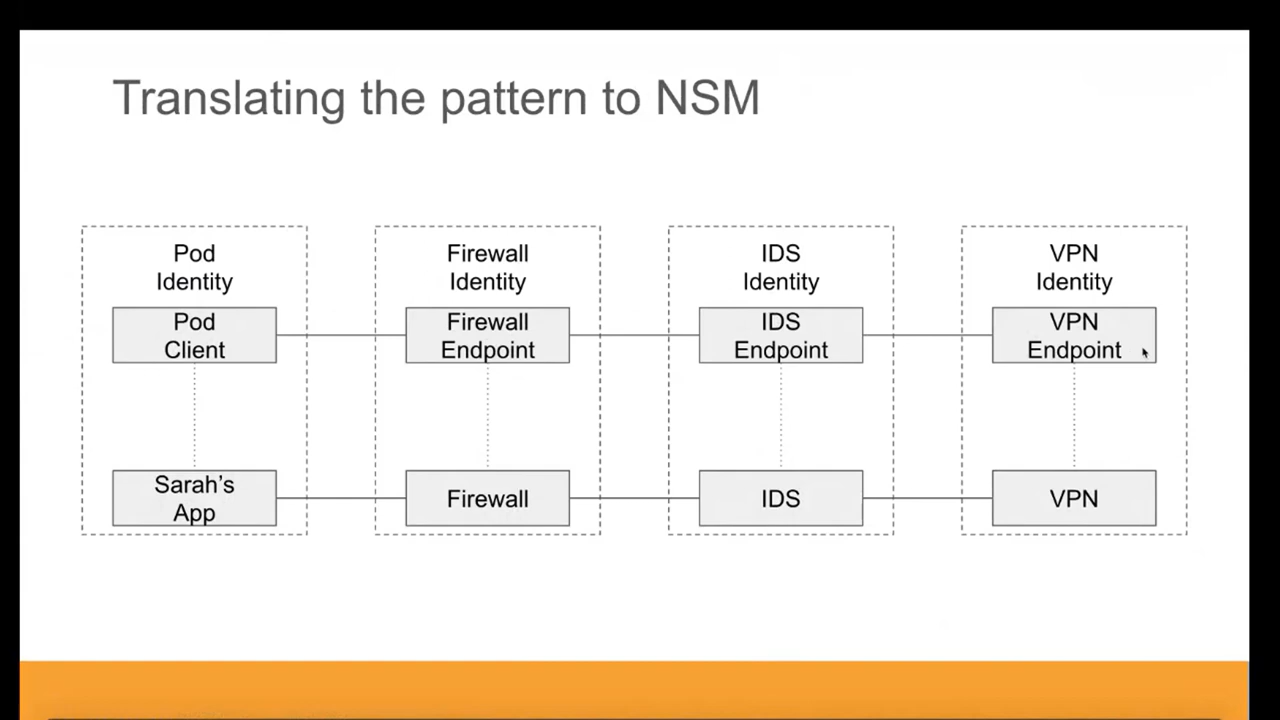 Translating the pattern to NSM
Pod
Identity
Firewall
Identity
IDS
Identity
VPN
Identity
Pod
Client
Firewall
Endpoint
IDS
Endpoint
VPN
Endpoint
Sarah's
App
Firewall
IDS
VPN